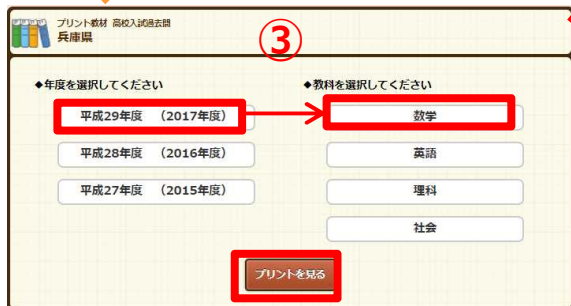 プリント教材 高校入試過去問
兵庫県
③
◆年度を選択してください
平成29年度 （2017年度）
平成28年度 （2016年度）
平成27年度 （2015年度）
◆教科を選択してください
数学
英語
理科
社会
プリントを見る